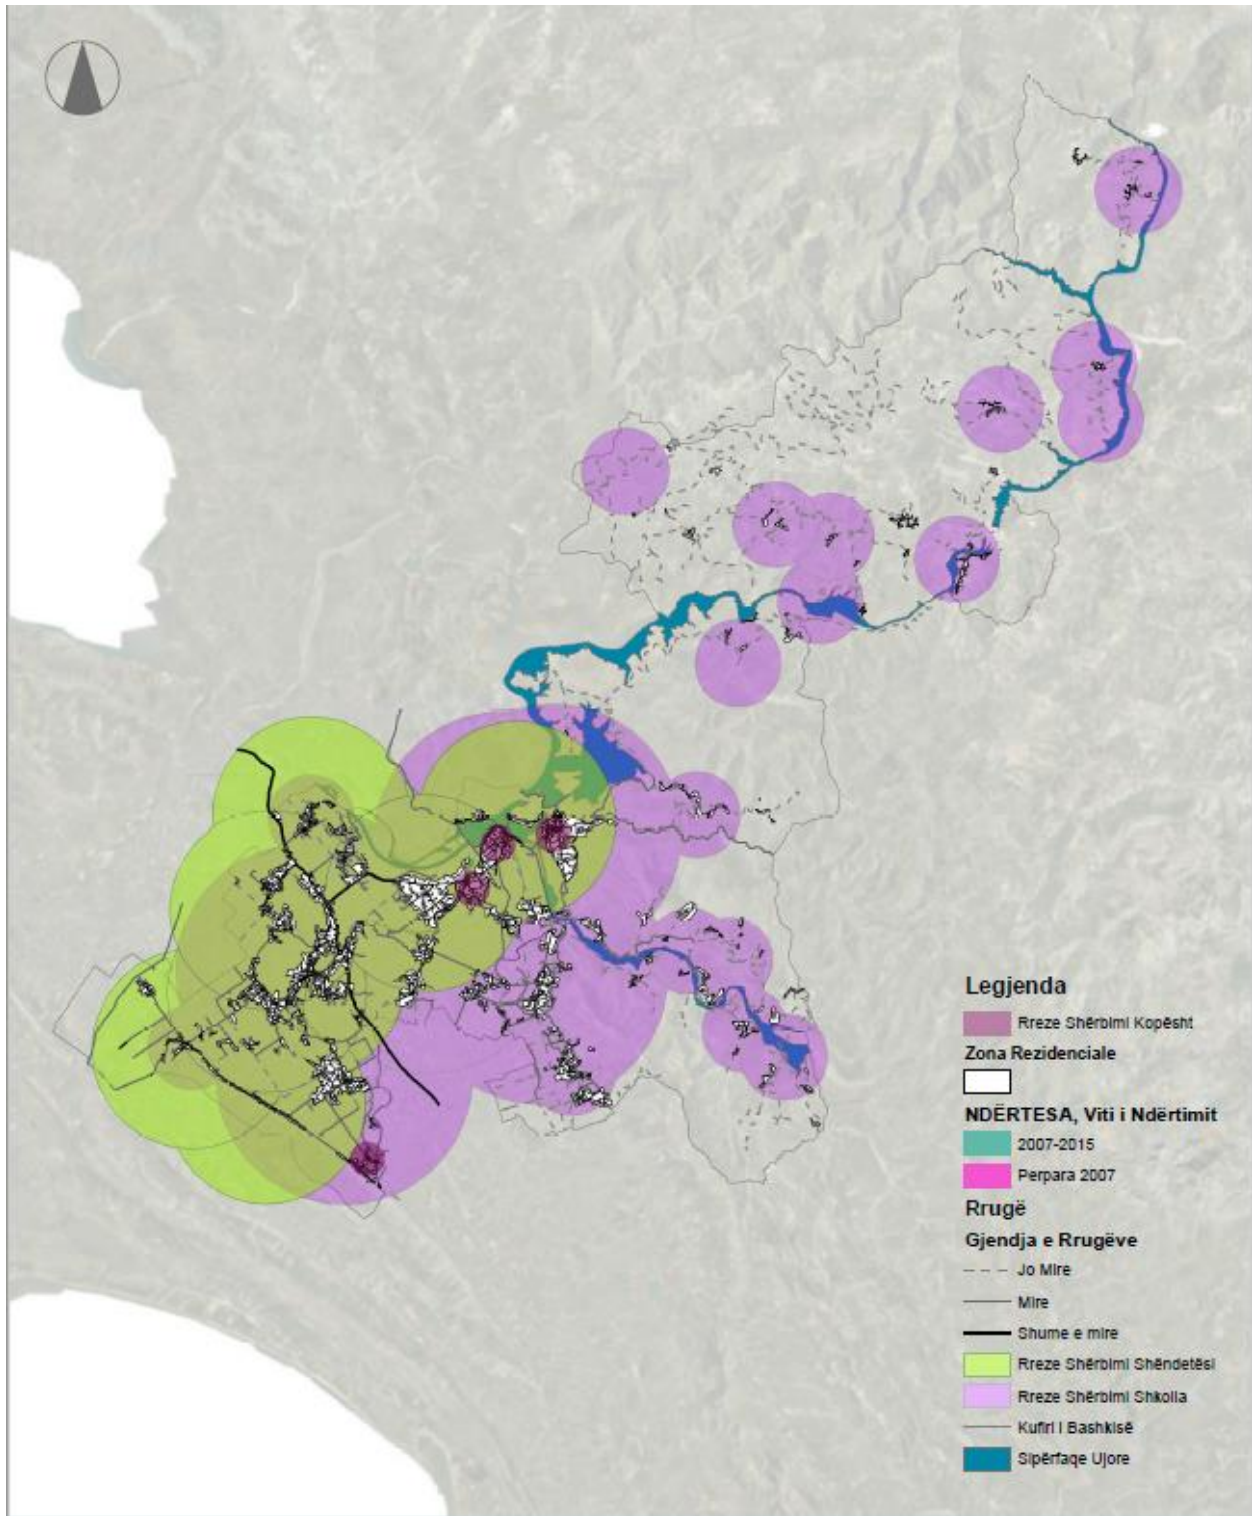 Legjenda
Rreze Shërbimi Kopësht
Zona Rezidenciale
NDËRTESA, Viti i Ndërtimit
2007-2015
Perpara 2007
Rrugë
Gjendja e Rrugëve
Jo Mire
Mire
Shume e mire
Rreze Shërbimi Shëndetësi
Rreze Shërbimi Shkolla
Kufiri i Bashkisë
Sipërfaqe Ujore